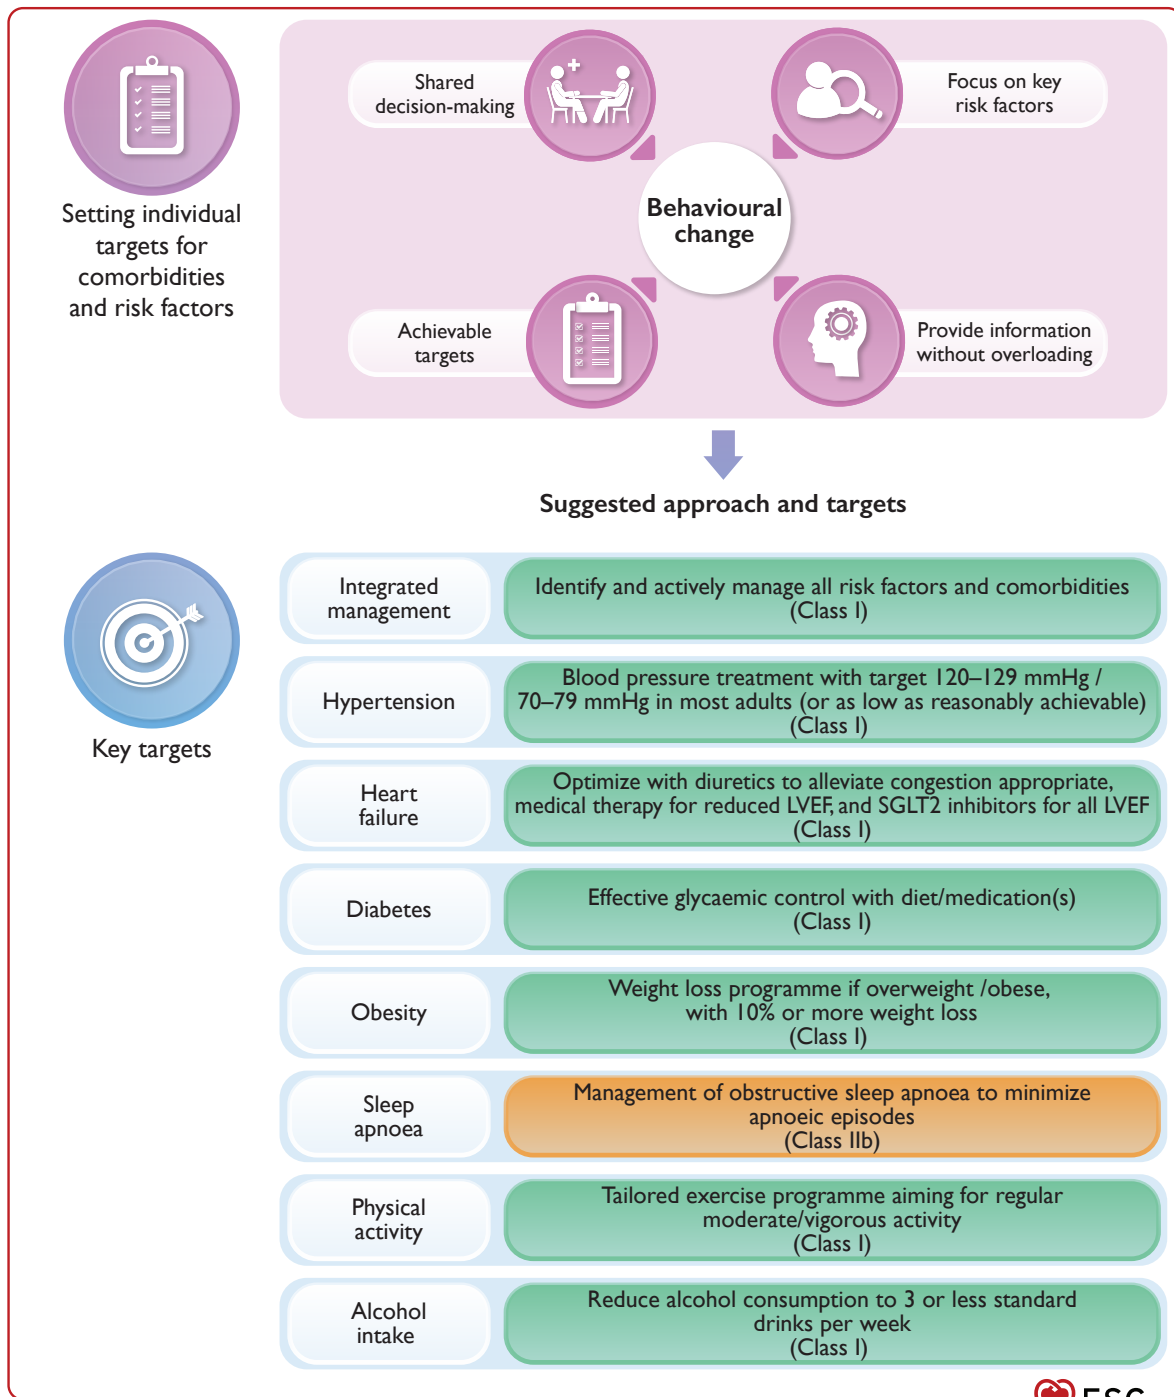 Setting individual
targets for
comorbidities
and risk factors
Shared
decision-making
Focus on key
risk factors
Behavioural
change
Achievable
targets
Provide information
without overloading
Suggested approach and targets
Key targets
Integrated
management
Identify and actively manage all risk factors and comorbidities
(Class I)
Hypertension
Blood pressure treatment with target 120–129 mmHg /
70–79 mmHg in most adults (or as low as reasonably achievable)
(Class I)
Heart
failure
Optimize with diuretics to alleviate congestion appropriate,
medical therapy for reduced LVEF, and SGLT2 inhibitors for all LVEF
(Class I)
Diabetes
Effective glycaemic control with diet/medication(s)
(Class I)
Obesity
Weight loss programme if overweight /obese,
with 10% or more weight loss
(Class I)
Sleep
apnoea
Management of obstructive sleep apnoea to minimize
apnoeic episodes
(Class IIb)
Physical
activity
Tailored exercise programme aiming for regular
moderate/vigorous activity
(Class I)
Alcohol
intake
Reduce alcohol consumption to 3 or less standard
drinks per week
(Class I)
ESC